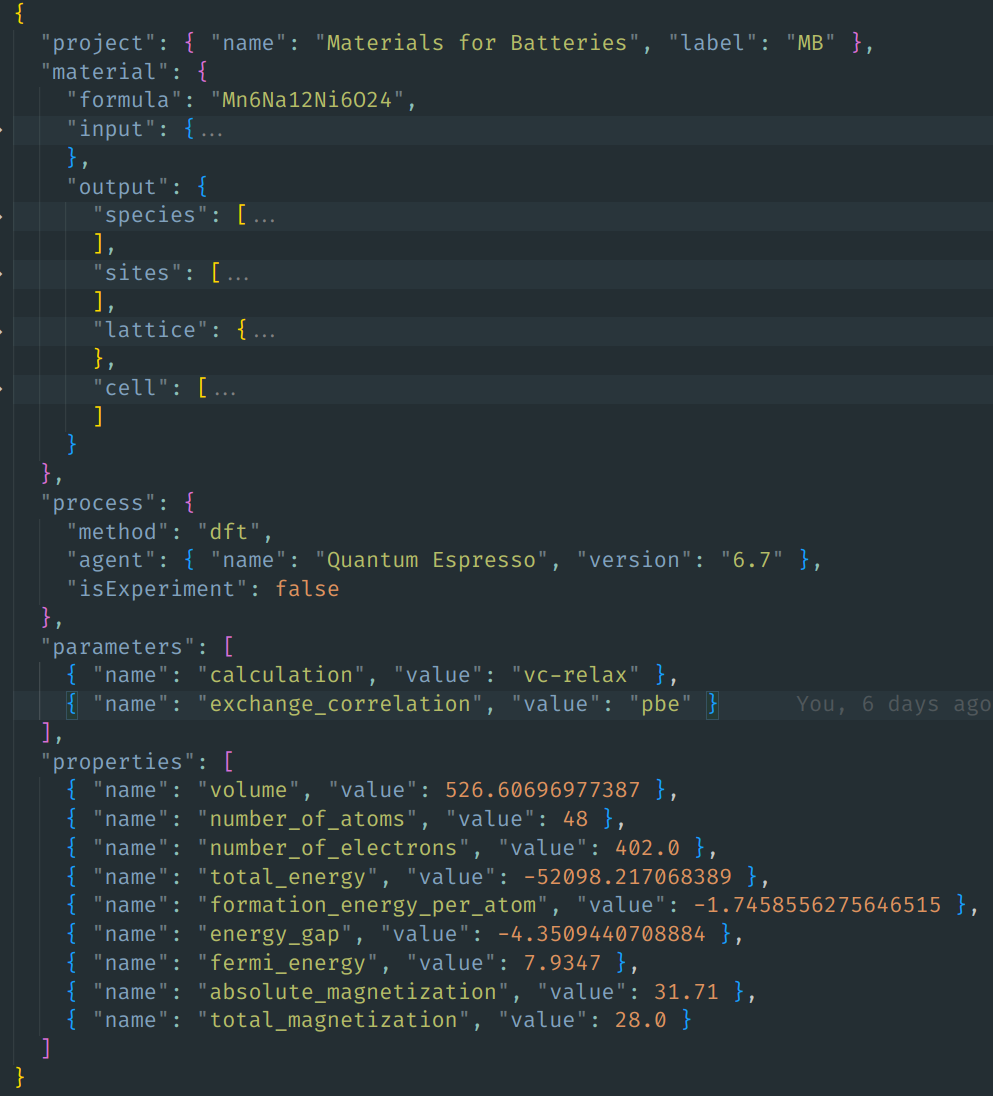 {
  "project": { "name": "Materials for Batteries", "label": "MB" },
  "material": {
    "formula": "Mn6Na12Ni6O24",
    "input": {...
    },
    "output": {
      "species": [...
      ],
      "sites": [...
      ],
      "lattice": {...
      },
      "cell": [...
      ]
    }
  },
  "process": {
    "method": "dft",
    "agent": { "name": "Quantum Espresso", "version": "6.7" },
    "isExperiment": false
  },
  "parameters": [
    { "name": "calculation", "value": "vc-relax" },
    { "name": "exchange_correlation", "value": "pbe" }      You, 6 days ago
  ],
  "properties": [
    { "name": "volume", "value": 526.60696977387 },
    { "name": "number_of_atoms", "value": 48 },
    { "name": "number_of_electrons", "value": 402.0 },
    { "name": "total_energy", "value": -52098.217068389 },
    { "name": "formation_energy_per_atom", "value": -1.7458556275646515 },
    { "name": "energy_gap", "value": -4.3509440708884 },
    { "name": "fermi_energy", "value": 7.9347 },
    { "name": "absolute_magnetization", "value": 31.71 },
    { "name": "total_magnetization", "value": 28.0 }
  ]
}